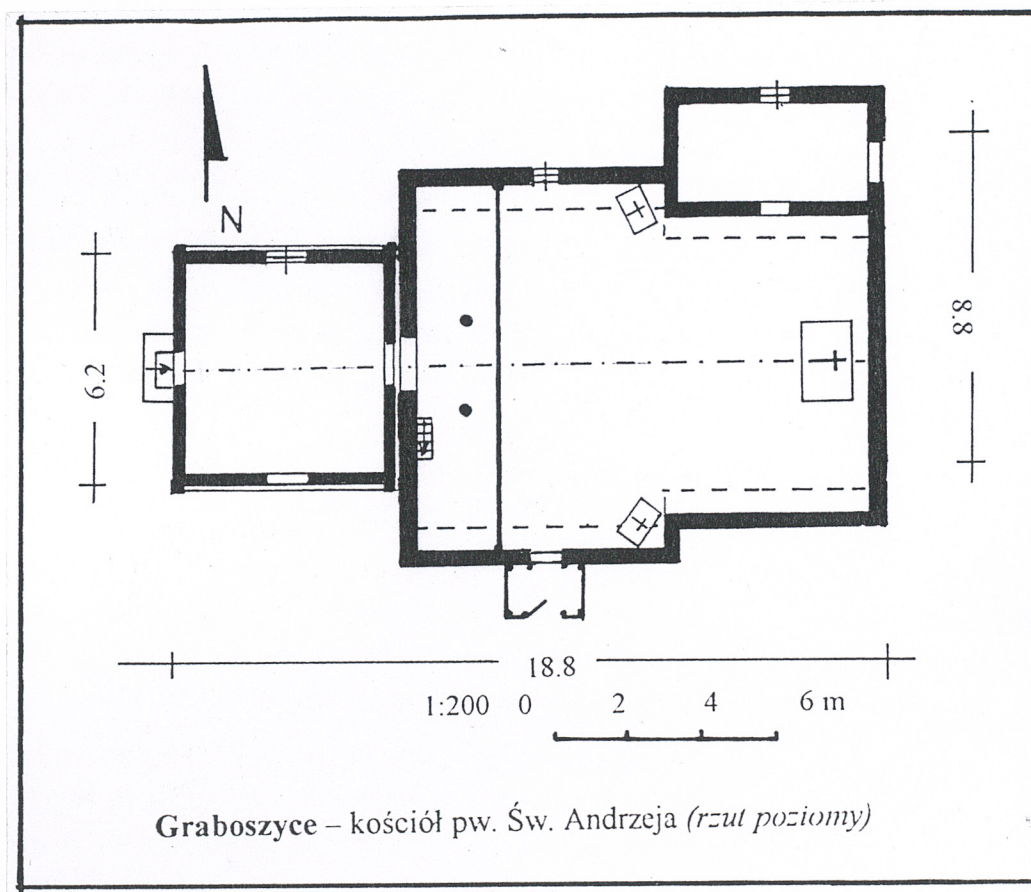 N
6.2
8.8
18.8
1:200 0 2 4 6 m
Graboszyce – kościół pw. Św. Andrzeja (rzut poziomy)